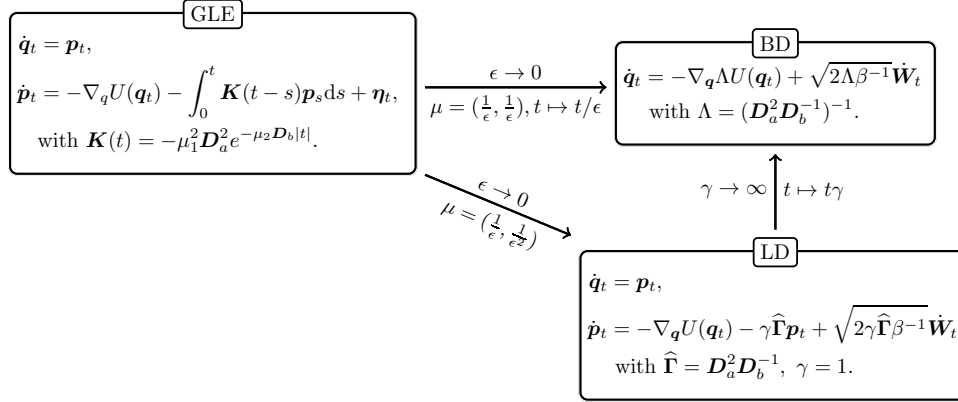 GLE
q̇_t = p_t,
ṗ_t = −∇_q U(q_t) − ∫_0^t K(t−s)p_s ds + η_t,
with K(t) = −μ_1^2 D_a^2 e^{−μ_2 D_b|t|}.
ϵ → 0
μ = (1/ϵ, 1/ϵ), t ↦ t/ϵ
BD
q̇_t = -∇_q ΛU(q_t) + √(2Λβ^{−1}) Ẇ_t
with Λ = (D_a^2 D_b^{−1})^{−1}.
ϵ → 0
μ = (1/ϵ, 1/ϵ^2)
γ → ∞ t ↦ tγ
LD
q̇_t = p_t,
ṗ_t = −∇_q U(q_t) − γΓ̂p_t + √(2γΓ̂β^{−1}) Ẇ_t
with Γ̂ = D_a^2 D_b^{−1}, γ = 1.